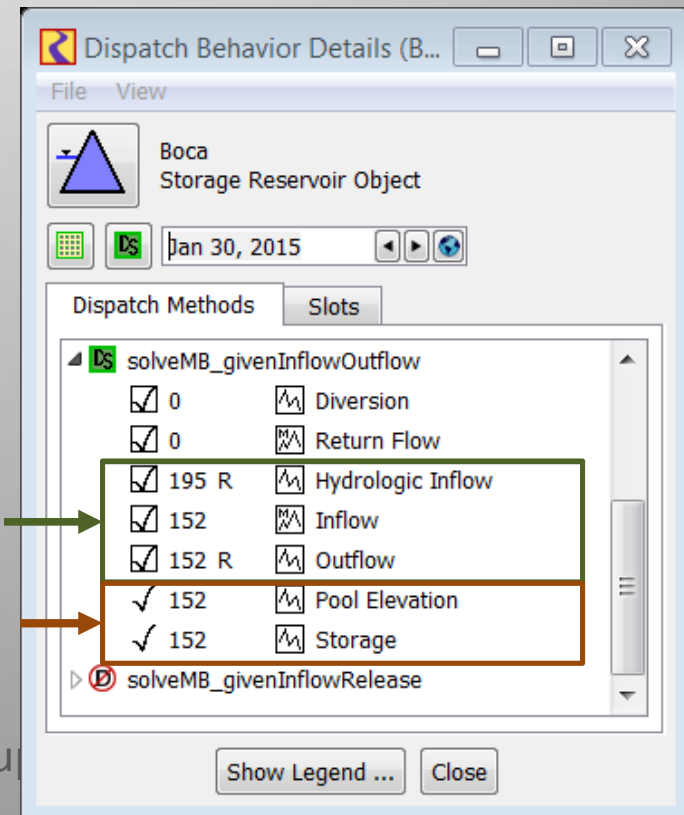 Dispatch Behavior Details (B...
File View
Boca
Storage Reservoir Object
DS Jan 30, 2015
Dispatch Methods Slots
DS solveMB_givenInflowOutflow
0 Diversion
0 Return Flow
195 R Hydrologic Inflow
152 Inflow
152 R Outflow
152 Pool Elevation
152 Storage
D solveMB_givenInflowRelease
Show Legend ... Close